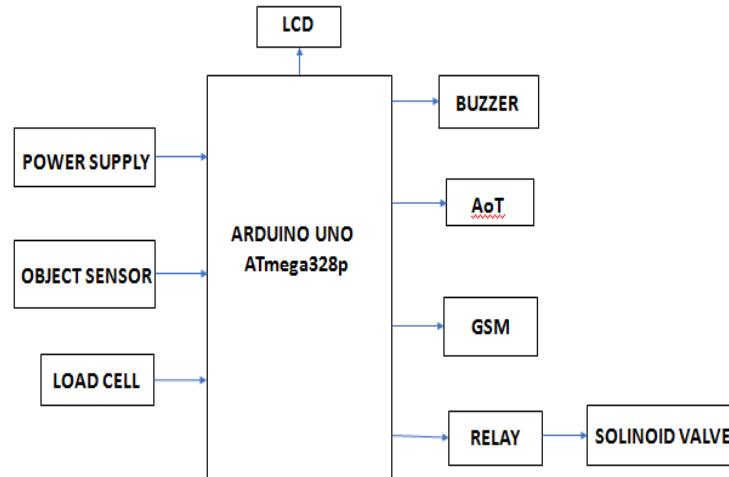 LCD
BUZZER
POWER SUPPLY
AoT
ARDUINO UNO
ATmega328p
OBJECT SENSOR
GSM
LOAD CELL
RELAY
SOLINOID VALVE